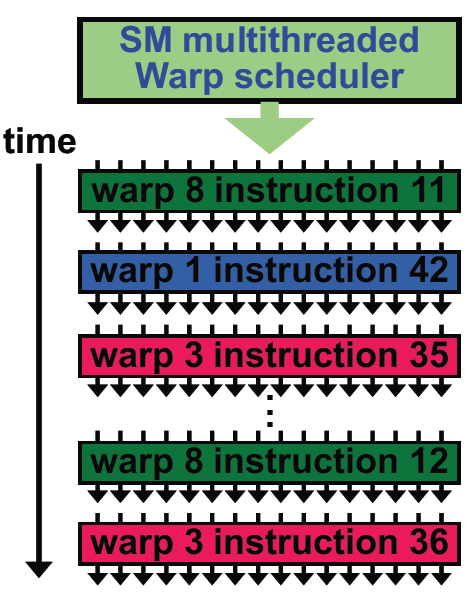 SM multithreaded
Warp scheduler
time
warp 8 instruction 11
warp 1 instruction 42
warp 3 instruction 35
warp 8 instruction 12
warp 3 instruction 36